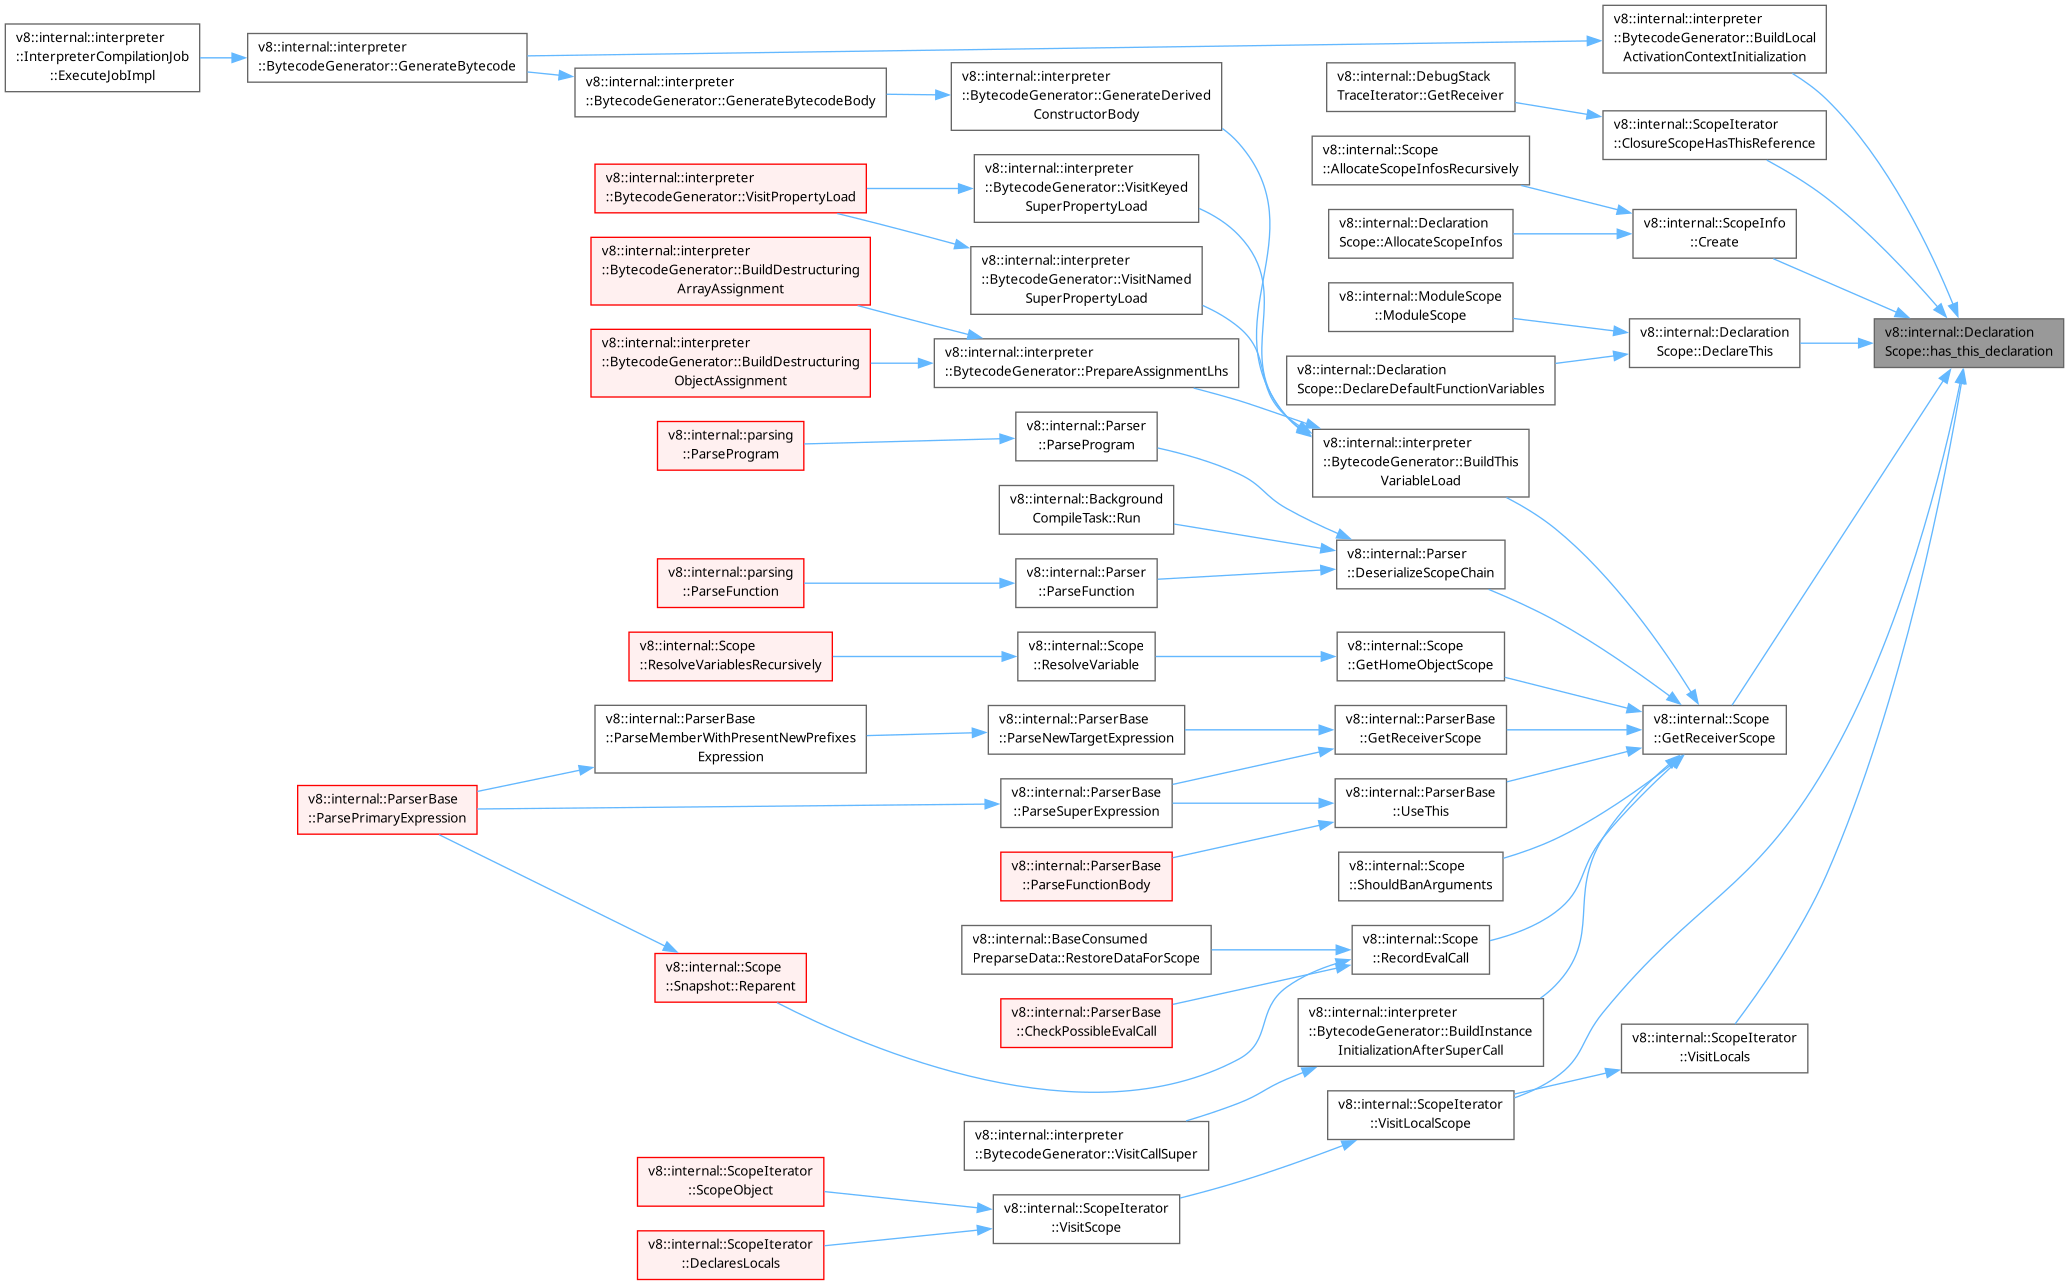 v8::internal::interpreter
::InterpreterCompilationJob
::ExecuteJobImpl
v8::internal::interpreter
::BytecodeGenerator::GenerateBytecode
v8::internal::interpreter
::BytecodeGenerator::GenerateBytecodeBody
v8::internal::interpreter
::BytecodeGenerator::GenerateDerived
ConstructorBody
v8::internal::DebugStack
TraceIterator::GetReceiver
v8::internal::interpreter
::BytecodeGenerator::BuildLocal
ActivationContextInitialization
v8::internal::ScopeIterator
::ClosureScopeHasThisReference
v8::internal::Scope
::AllocateScopeInfosRecursively
v8::internal::interpreter
::BytecodeGenerator::VisitPropertyLoad
v8::internal::interpreter
::BytecodeGenerator::VisitKeyed
SuperPropertyLoad
v8::internal::Declaration
Scope::AllocateScopeInfos
v8::internal::ScopeInfo
::Create
v8::internal::interpreter
::BytecodeGenerator::BuildDestructuring
ArrayAssignment
v8::internal::interpreter
::BytecodeGenerator::VisitNamed
SuperPropertyLoad
v8::internal::ModuleScope
::ModuleScope
v8::internal::Declaration
Scope::DeclareThis
v8::internal::Declaration
Scope::has_this_declaration
v8::internal::interpreter
::BytecodeGenerator::BuildDestructuring
ObjectAssignment
v8::internal::interpreter
::BytecodeGenerator::PrepareAssignmentLhs
v8::internal::Declaration
Scope::DeclareDefaultFunctionVariables
v8::internal::parsing
::ParseProgram
v8::internal::Parser
::ParseProgram
v8::internal::interpreter
::BytecodeGenerator::BuildThis
VariableLoad
v8::internal::Background
CompileTask::Run
v8::internal::Parser
::DeserializeScopeChain
v8::internal::parsing
::ParseFunction
v8::internal::Parser
::ParseFunction
v8::internal::Scope
::ResolveVariablesRecursively
v8::internal::Scope
::ResolveVariable
v8::internal::Scope
::GetHomeObjectScope
v8::internal::ParserBase
::ParseMemberWithPresentNewPrefixes
Expression
v8::internal::ParserBase
::ParseNewTargetExpression
v8::internal::ParserBase
::GetReceiverScope
v8::internal::Scope
::GetReceiverScope
v8::internal::ParserBase
::ParsePrimaryExpression
v8::internal::ParserBase
::ParseSuperExpression
v8::internal::ParserBase
::UseThis
v8::internal::ParserBase
::ParseFunctionBody
v8::internal::Scope
::ShouldBanArguments
v8::internal::BaseConsumed
PreparseData::RestoreDataForScope
v8::internal::Scope
::RecordEvalCall
v8::internal::Scope
::Snapshot::Reparent
v8::internal::ParserBase
::CheckPossibleEvalCall
v8::internal::interpreter
::BytecodeGenerator::BuildInstance
InitializationAfterSuperCall
v8::internal::ScopeIterator
::VisitLocals
v8::internal::ScopeIterator
::VisitLocalScope
v8::internal::interpreter
::BytecodeGenerator::VisitCallSuper
v8::internal::ScopeIterator
::ScopeObject
v8::internal::ScopeIterator
::VisitScope
v8::internal::ScopeIterator
::DeclaresLocals